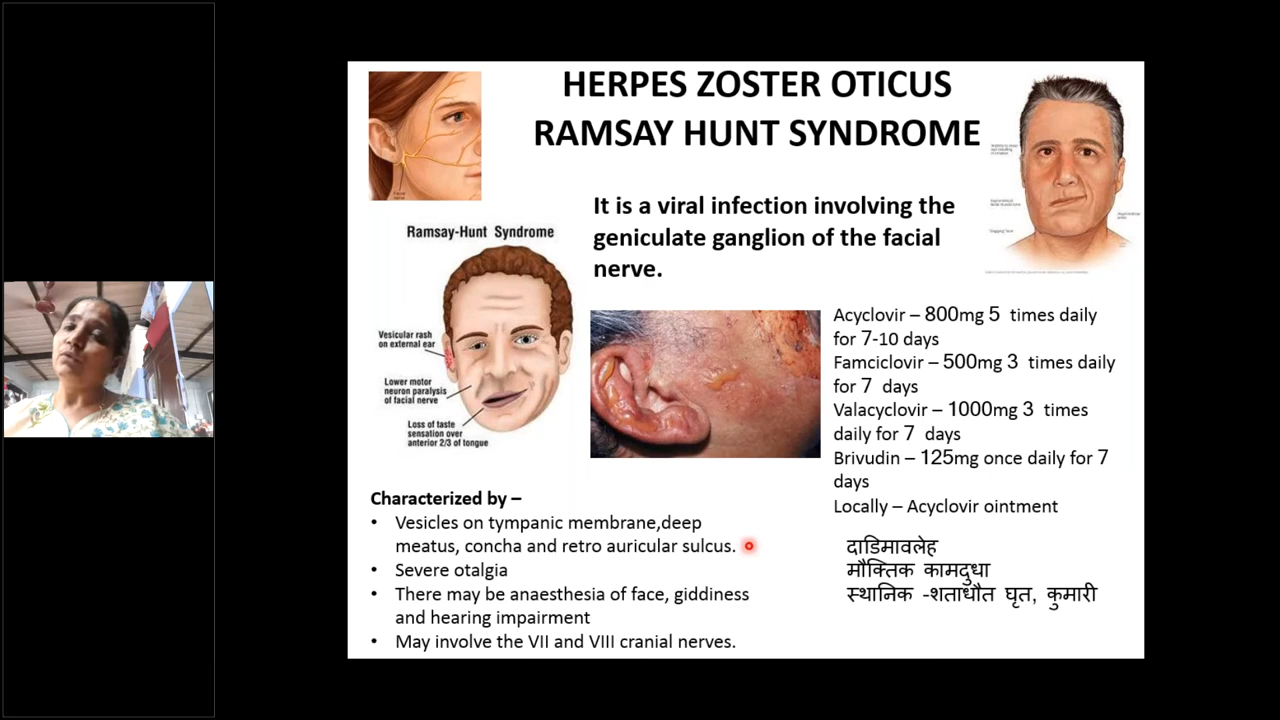 HERPES ZOSTER OTICUS
RAMSAY HUNT SYNDROME
It is a viral infection involving the
geniculate ganglion of the facial
nerve.
Ramsay-Hunt Syndrome
Vesicular rash
on external ear
Lower motor
neuron paralysis
of facial nerve
Loss of taste
sensation over
anterior 2/3 of tongue
Acyclovir – 800mg 5 times daily
for 7-10 days
Famciclovir – 500mg 3 times daily
for 7 days
Valacyclovir – 1000mg 3 times
daily for 7 days
Brivudin – 125mg once daily for 7
days
Locally – Acyclovir ointment
दाडिमावलेह
मौक्तिक कामदुधा
स्थानिक -शताधौत घृत, कुमारी
Characterized by –
• Vesicles on tympanic membrane,deep
meatus, concha and retro auricular sulcus.
• Severe otalgia
• There may be anaesthesia of face, giddiness
and hearing impairment
• May involve the VII and VIII cranial nerves.